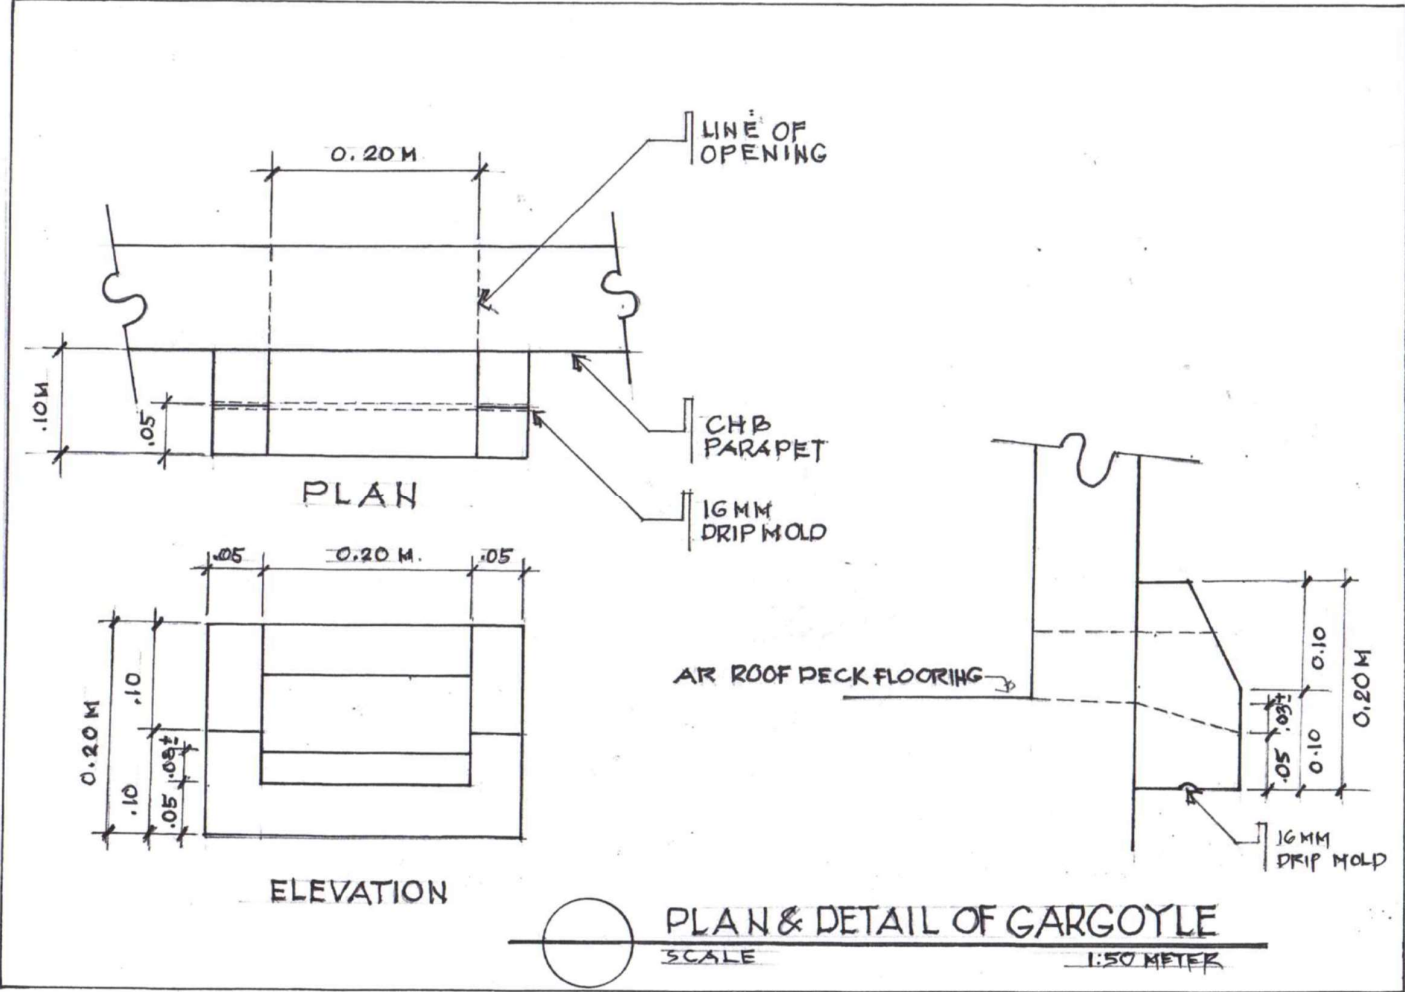 0.20 M
LINE OF
OPENING
.10M
.05
CHB
PARAPET
PLAN
16 MM
DRIP MOLD
.05
0.20 M.
.05
0.20 M
.10
.10
.03±
.05
ELEVATION
AR ROOF DECK FLOORING
0.10
0.20 M
.03±
.05
0.10
16 MM
DRIP MOLD
PLAN & DETAIL OF GARGOYLE
SCALE
1:50 METER